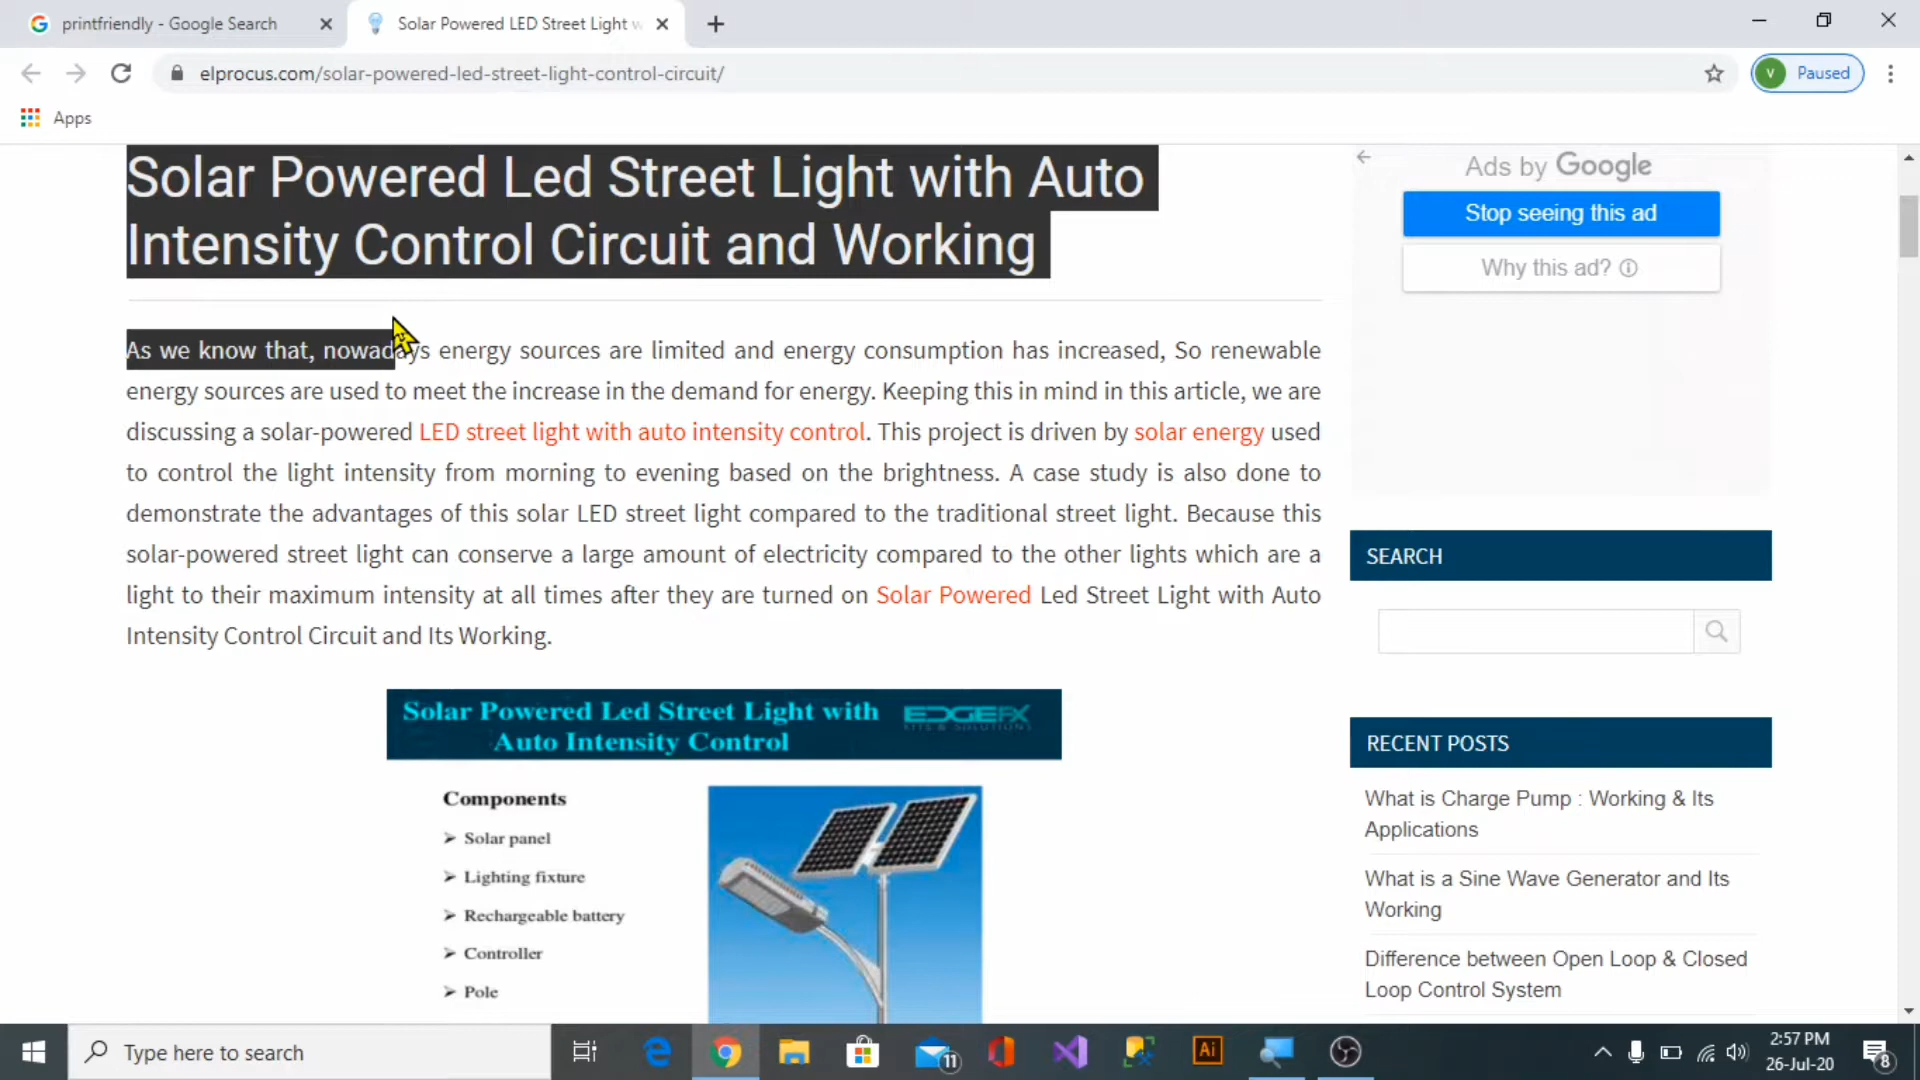 printfriendly - Google Search
Solar Powered LED Street Light w
elprocus.com/solar-powered-led-street-light-control-circuit/
V
Paused
Apps
Solar Powered Led Street Light with Auto
Intensity Control Circuit and Working
As we know that, nowadays energy sources are limited and energy consumption has increased, So renewable
energy sources are used to meet the increase in the demand for energy. Keeping this in mind in this article, we are
discussing a solar-powered LED street light with auto intensity control. This project is driven by solar energy used
to control the light intensity from morning to evening based on the brightness. A case study is also done to
demonstrate the advantages of this solar LED street light compared to the traditional street light. Because this
solar-powered street light can conserve a large amount of electricity compared to the other lights which are a
light to their maximum intensity at all times after they are turned on Solar Powered Led Street Light with Auto
Intensity Control Circuit and Its Working.
Solar Powered Led Street Light with
Auto Intensity Control
EDGEFX
KITS & SOLUTIONS
Components
Solar panel
Lighting fixture
Rechargeable battery
Controller
Pole
Ads by Google
Stop seeing this ad
Why this ad?
SEARCH
RECENT POSTS
What is Charge Pump : Working & Its
Applications
What is a Sine Wave Generator and Its
Working
Difference between Open Loop & Closed
Loop Control System
Type here to search
11
Ai
2:57 PM
26-Jul-20
8